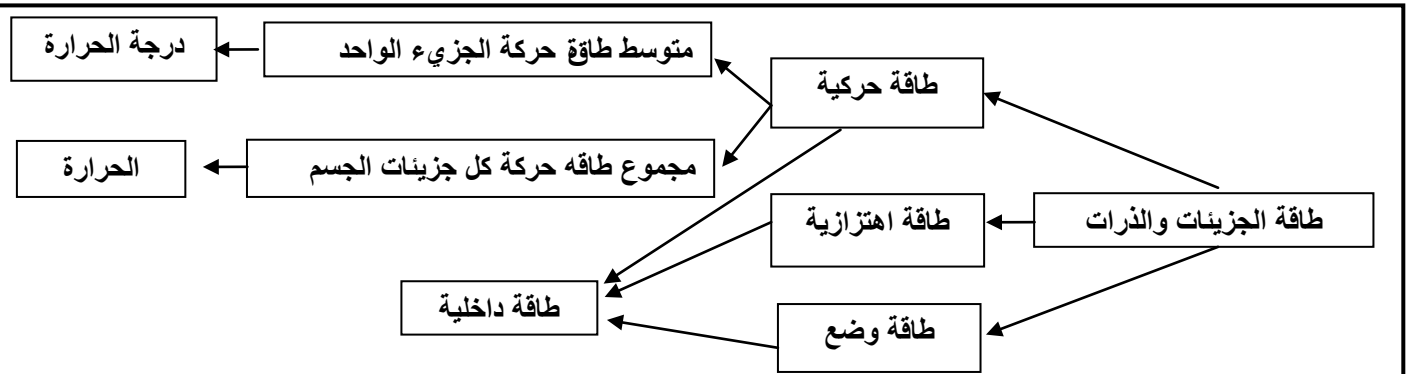 درجة الحرارة
متوسط طاقة حركة الجزيء الواحد
طاقة حركية
مجموع طاقه حركة كل جزيئات الجسم
الحرارة
طاقة الجزيئات والذرات
طاقة اهتزازية
طاقة داخلية
طاقة وضع